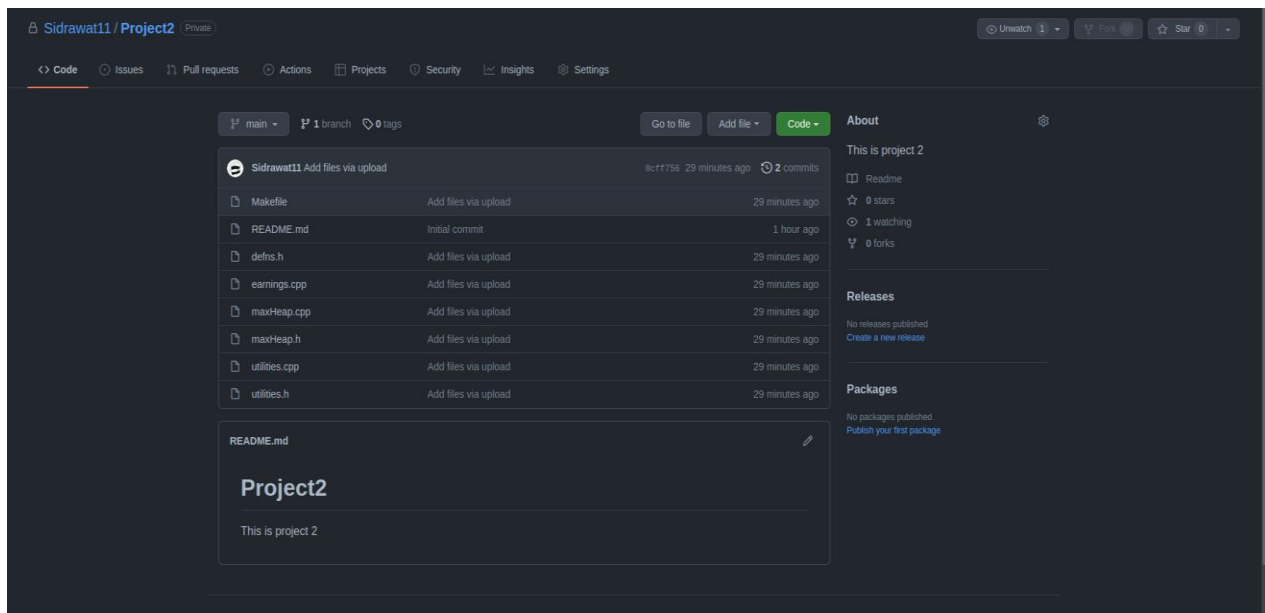 Sidrawat11 / Project2 Private
Unwatch 1 Fork Star 0
<> Code Issues Pull requests Actions Projects Security Insights Settings
main 1 branch 0 tags Go to file Add file Code
Sidrawat11 Add files via upload 8cff756 29 minutes ago 2 commits
Makefile Add files via upload 29 minutes ago
README.md Initial commit 1 hour ago
defns.h Add files via upload 29 minutes ago
earnings.cpp Add files via upload 29 minutes ago
maxHeap.cpp Add files via upload 29 minutes ago
maxHeap.h Add files via upload 29 minutes ago
utilities.cpp Add files via upload 29 minutes ago
utilities.h Add files via upload 29 minutes ago
README.md
Project2
This is project 2
About
This is project 2
Readme
0 stars
1 watching
0 forks
Releases
No releases published
Create a new release
Packages
No packages published
Publish your first package